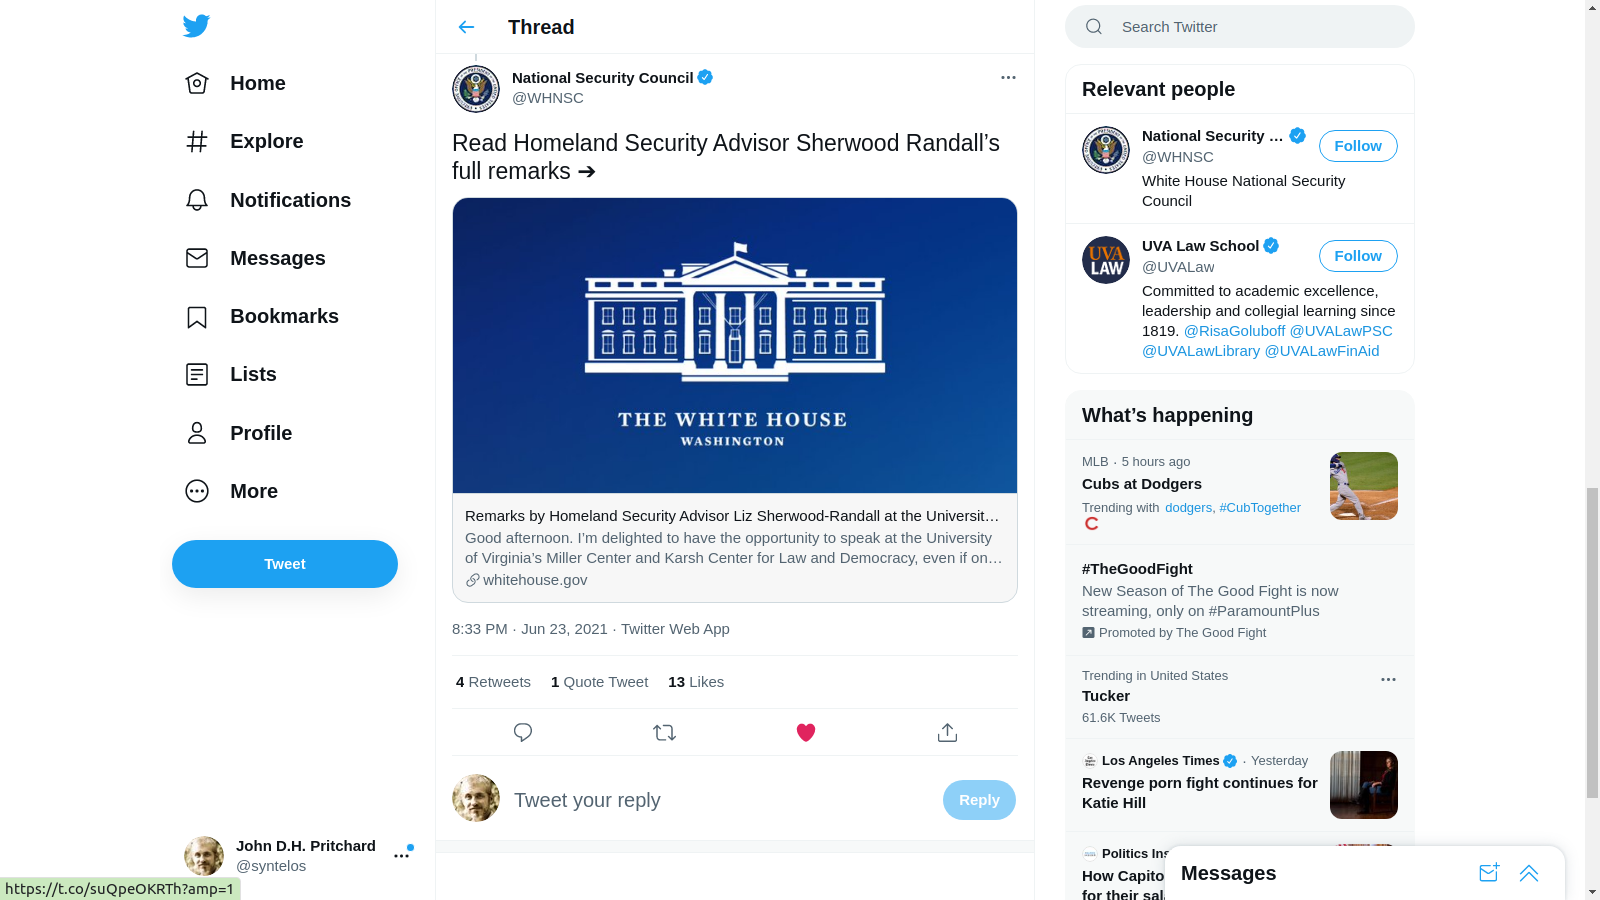 Home
Explore
Notifications
Messages
Bookmarks
Lists
Profile
More
Tweet
John D.H. Pritchard
@syntelos
https://t.co/suQpeOKRTh?amp=1
Thread
National Security Council
@WHNSC
Read Homeland Security Advisor Sherwood Randall’s
full remarks ➔
THE WHITE HOUSE
WASHINGTON
Remarks by Homeland Security Advisor Liz Sherwood-Randall at the Universit…
Good afternoon. I’m delighted to have the opportunity to speak at the University
of Virginia’s Miller Center and Karsh Center for Law and Democracy, even if on…
whitehouse.gov
8:33 PM · Jun 23, 2021 · Twitter Web App
4 Retweets 1 Quote Tweet 13 Likes
Tweet your reply
Reply
Search Twitter
Relevant people
National Security …
@WHNSC
Follow
White House National Security
Council
UVA LAW
UVA Law School
@UVALaw
Follow
Committed to academic excellence,
leadership and collegial learning since
1819. @RisaGoluboff @UVALawPSC
@UVALawLibrary @UVALawFinAid
What’s happening
MLB · 5 hours ago
Cubs at Dodgers
Trending with dodgers, #CubTogether
#TheGoodFight
New Season of The Good Fight is now
streaming, only on #ParamountPlus
Promoted by The Good Fight
Trending in United States
Tucker
61.6K Tweets
Los Angeles Times · Yesterday
Revenge porn fight continues for
Katie Hill
Politics Ins
How Capito
for their sal
Messages